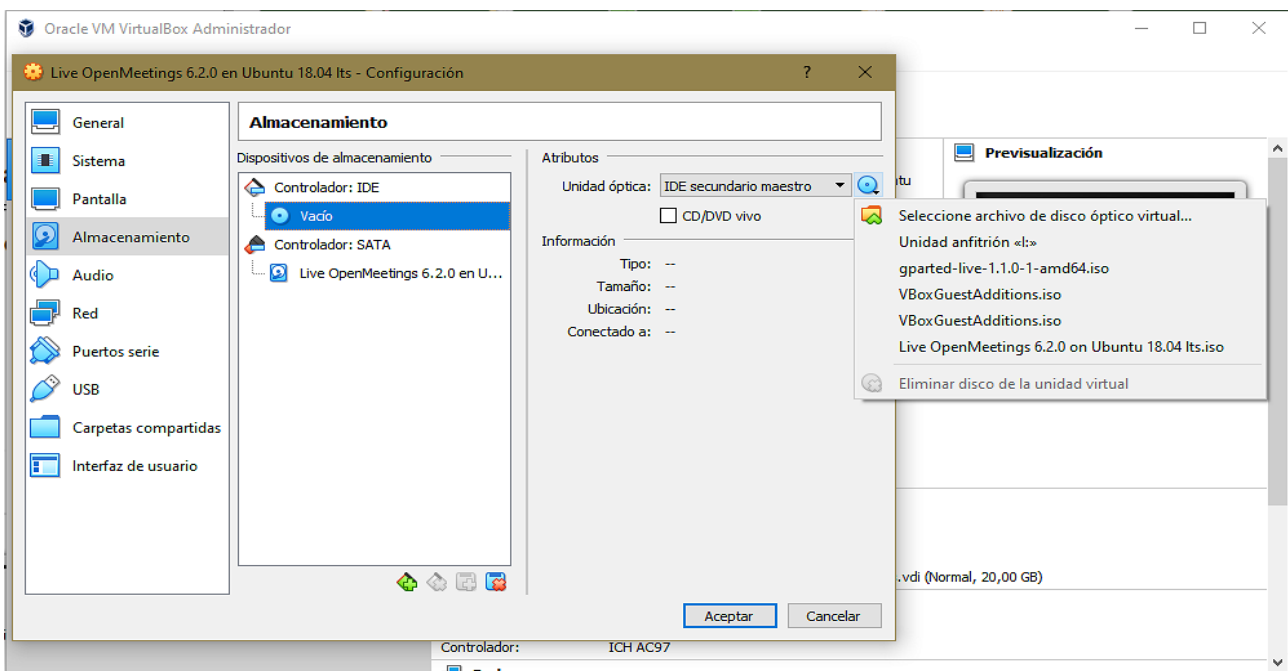 Oracle VM VirtualBox Administrador
Live OpenMeetings 6.2.0 en Ubuntu 18.04 lts - Configuración
?
General
Sistema
Pantalla
Almacenamiento
Audio
Red
Puertos serie
USB
Carpetas compartidas
Interfaz de usuario
Almacenamiento
Dispositivos de almacenamiento
Controlador: IDE
Vacío
Controlador: SATA
Live OpenMeetings 6.2.0 en U...
Atributos
Unidad óptica: IDE secundario maestro
CD/DVD vivo
Información
Tipo: --
Tamaño: --
Ubicación: --
Conectado a: --
Aceptar
Cancelar
Previsualización
Seleccione archivo de disco óptico virtual...
Unidad anfitrión «I:»
gparted-live-1.1.0-1-amd64.iso
VBoxGuestAdditions.iso
VBoxGuestAdditions.iso
Live OpenMeetings 6.2.0 on Ubuntu 18.04 lts.iso
Eliminar disco de la unidad virtual
.vdi (Normal, 20,00 GB)
Controlador: ICH AC97